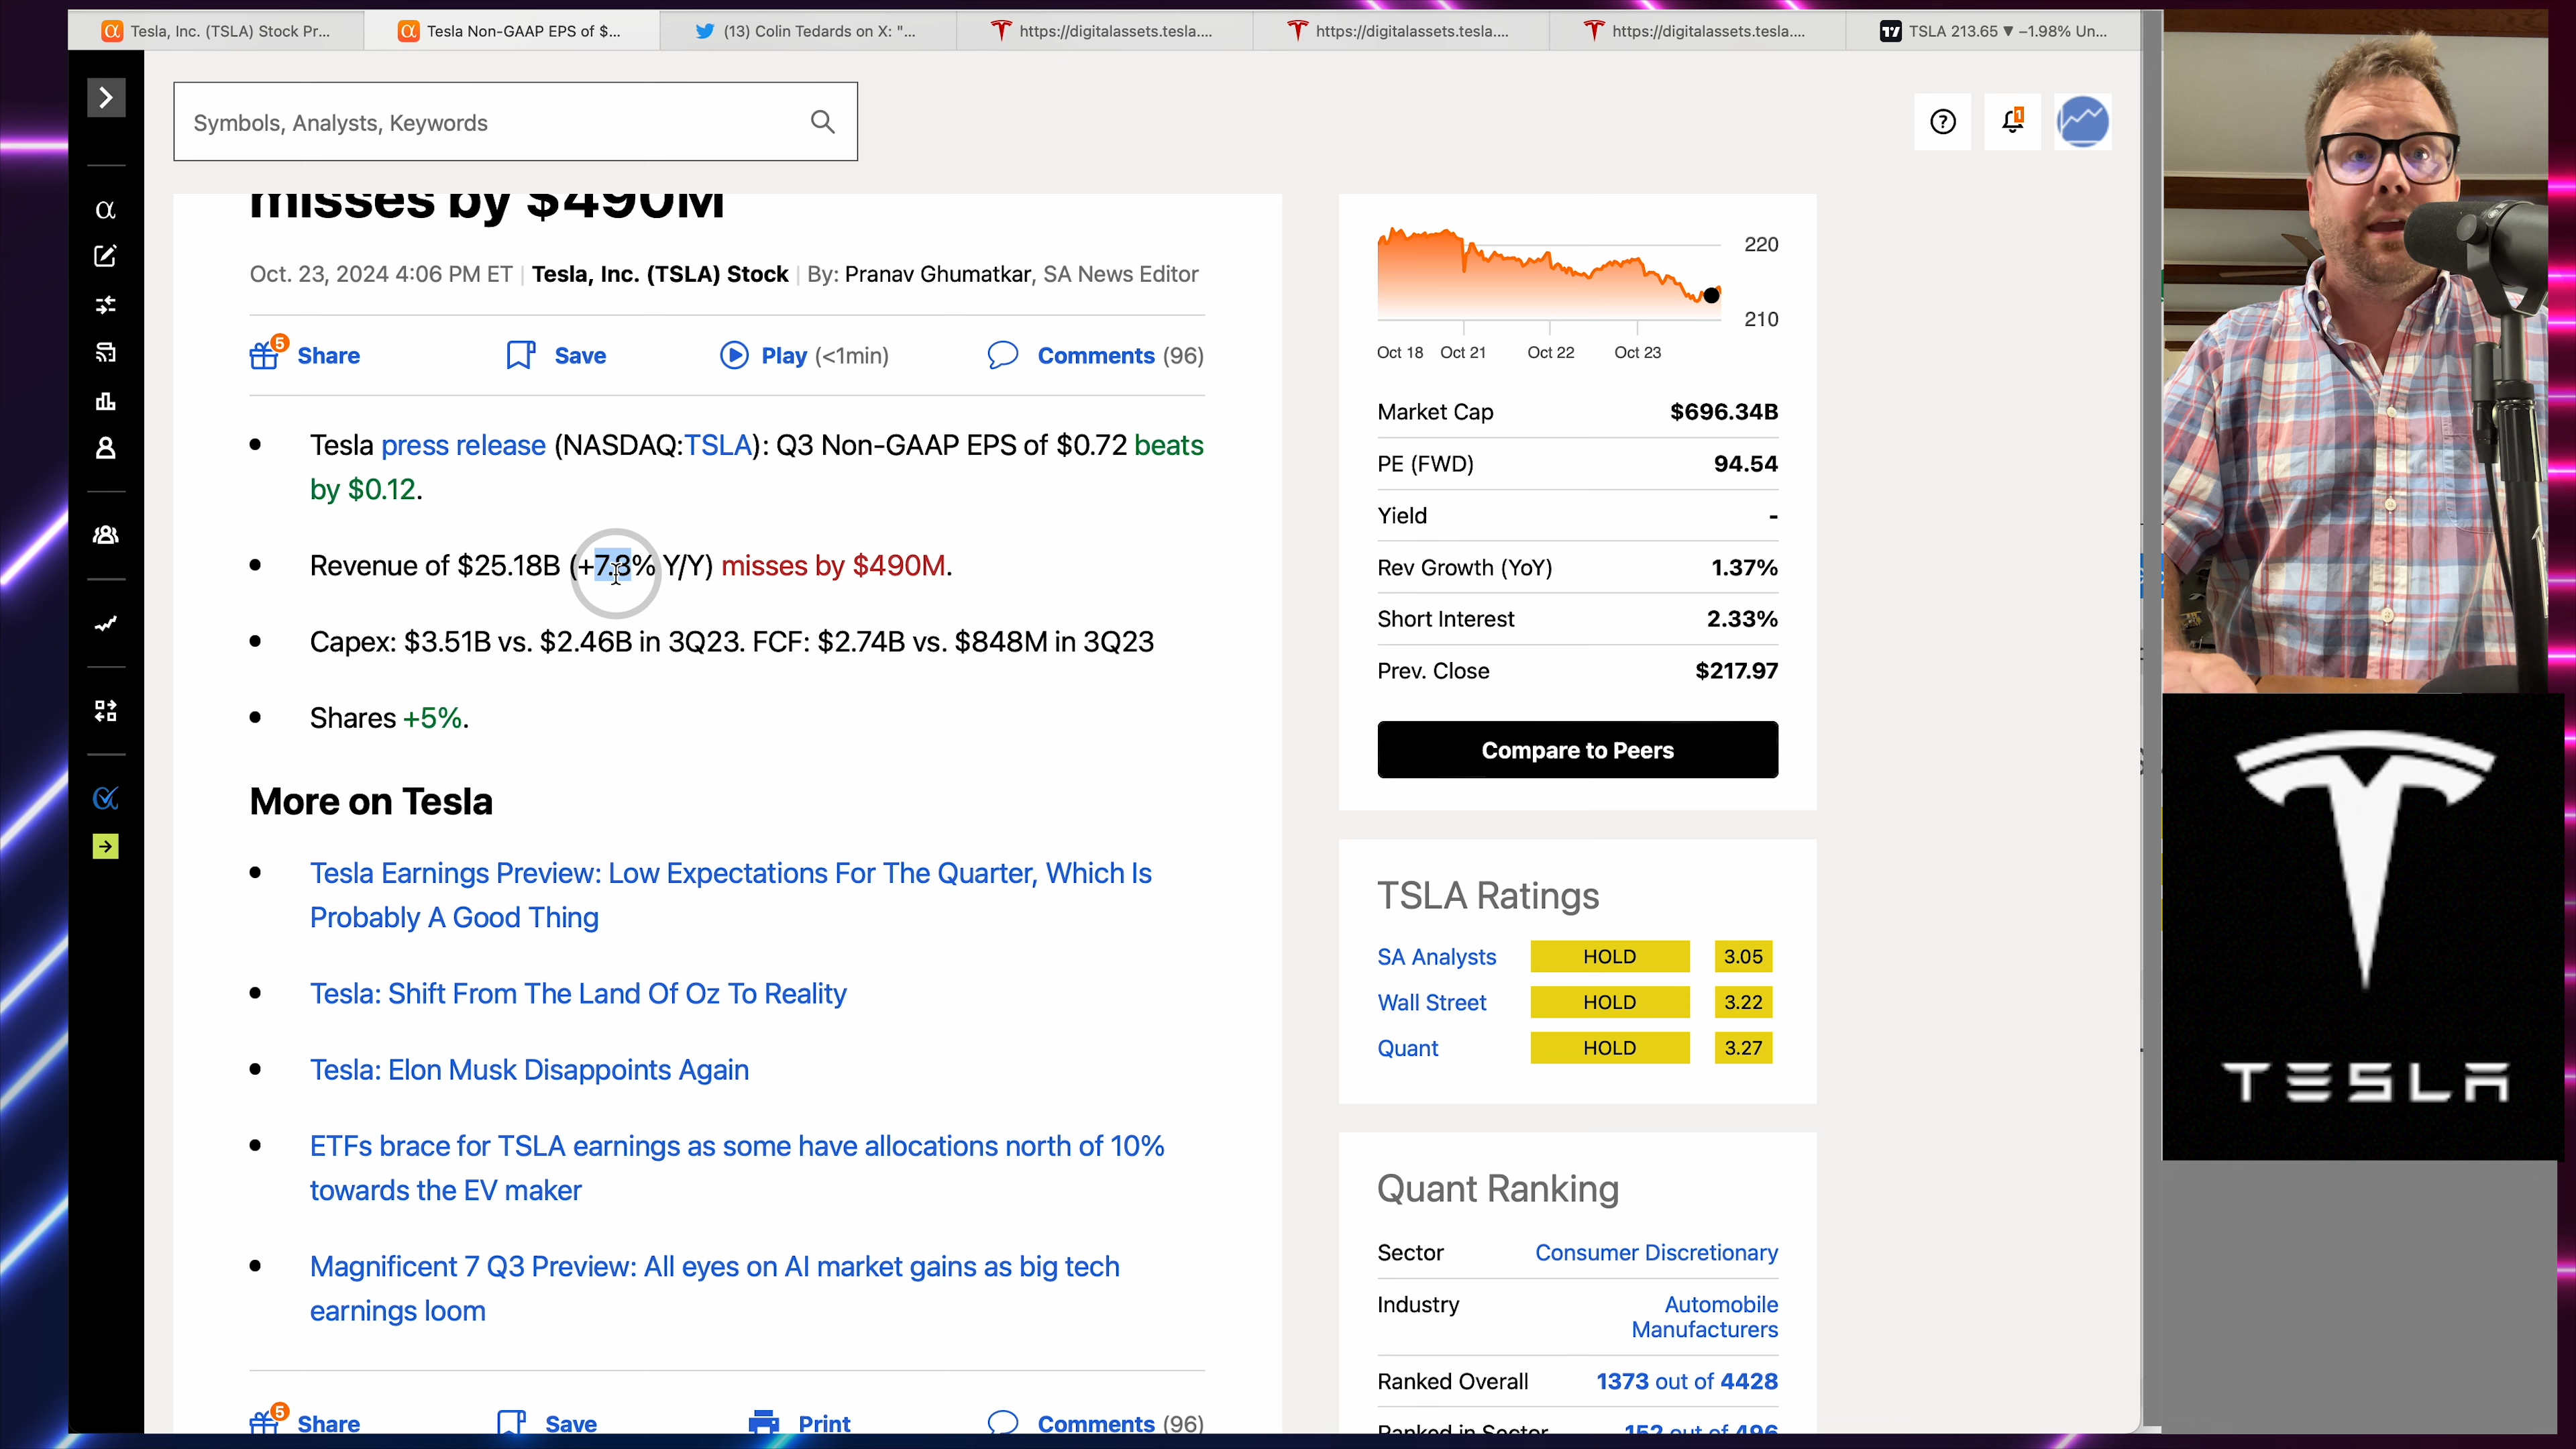 Tesla, Inc. (TSLA) Stock Pr...
Tesla Non-GAAP EPS of $...
(13) Colin Tedards on X: "...
https://digitalassets.tesla....
https://digitalassets.tesla....
https://digitalassets.tesla....
TSLA 213.65 ▼ −1.98% Un...
Symbols, Analysts, Keywords
1
misses by $490M
Oct. 23, 2024 4:06 PM ET | Tesla, Inc. (TSLA) Stock | By: Pranav Ghumatkar, SA News Editor
5 Share
Save
Play (<1min)
Comments (96)
• Tesla press release (NASDAQ:TSLA): Q3 Non-GAAP EPS of $0.72 beats
by $0.12.
• Revenue of $25.18B (+7.8% Y/Y) misses by $490M.
• Capex: $3.51B vs. $2.46B in 3Q23. FCF: $2.74B vs. $848M in 3Q23
• Shares +5%.
More on Tesla
• Tesla Earnings Preview: Low Expectations For The Quarter, Which Is
Probably A Good Thing
• Tesla: Shift From The Land Of Oz To Reality
• Tesla: Elon Musk Disappoints Again
• ETFs brace for TSLA earnings as some have allocations north of 10%
towards the EV maker
• Magnificent 7 Q3 Preview: All eyes on AI market gains as big tech
earnings loom
5 Share
Save
Print
Comments (96)
220
210
Oct 18 Oct 21 Oct 22 Oct 23
Market Cap $696.34B
PE (FWD) 94.54
Yield -
Rev Growth (YoY) 1.37%
Short Interest 2.33%
Prev. Close $217.97
Compare to Peers
TSLA Ratings
SA Analysts HOLD 3.05
Wall Street HOLD 3.22
Quant HOLD 3.27
Quant Ranking
Sector Consumer Discretionary
Industry Automobile
Manufacturers
Ranked Overall 1373 out of 4428
Ranked in Sector 152 out of 496
TESLA